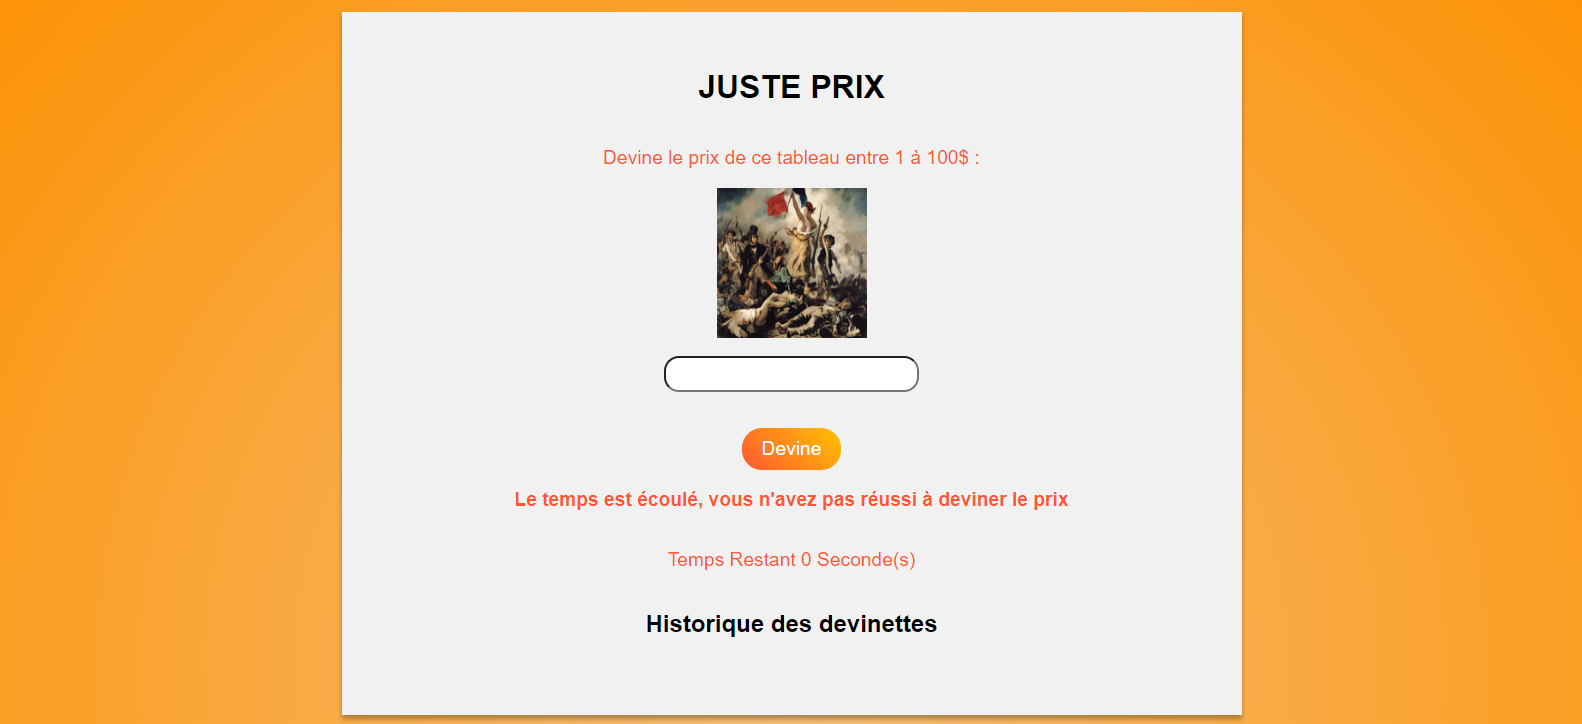 JUSTE PRIX
Devine le prix de ce tableau entre 1 à 100$ :
Devine
Le temps est écoulé, vous n'avez pas réussi à deviner le prix
Temps Restant 0 Seconde(s)
Historique des devinettes